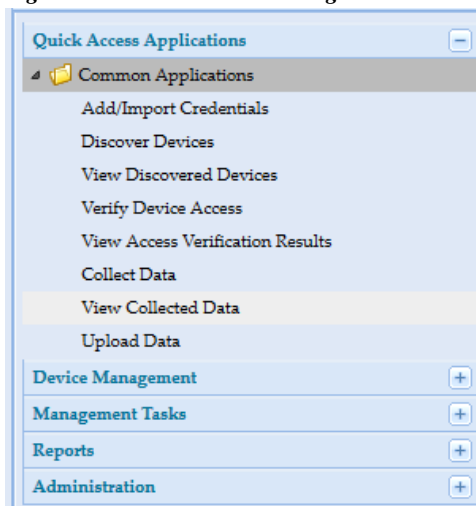 Quick Access Applications
Common Applications
Add/Import Credentials
Discover Devices
View Discovered Devices
Verify Device Access
View Access Verification Results
Collect Data
View Collected Data
Upload Data
Device Management
Management Tasks
Reports
Administration